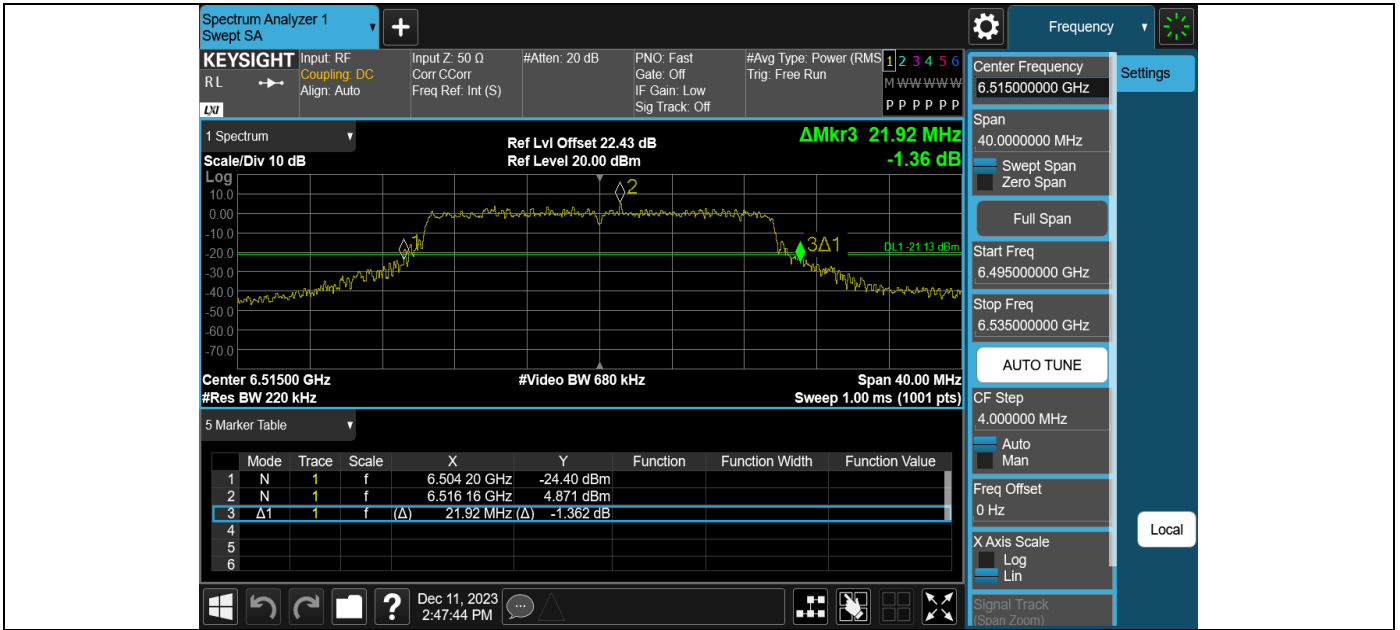 Spectrum Analyzer 1
Swept SA
+
Frequency
KEYSIGHT
RL
LXI
Input: RF
Coupling: DC
Align: Auto
Input Z: 50 Ω
Corr CCorr
Freq Ref: Int (S)
#Atten: 20 dB
PNO: Fast
Gate: Off
IF Gain: Low
Sig Track: Off
#Avg Type: Power (RMS
Trig: Free Run
1 2 3 4 5 6
M W W W W W
P P P P P P
1 Spectrum
Scale/Div 10 dB
Ref Lvl Offset 22.43 dB
Ref Level 20.00 dBm
ΔMkr3 21.92 MHz
-1.36 dB
Log
10.0
0.00
-10.0
-20.0
-30.0
-40.0
-50.0
-60.0
-70.0
1
2
3Δ1
DL1 -21.13 dBm
Center 6.51500 GHz
#Video BW 680 kHz
Span 40.00 MHz
#Res BW 220 kHz
Sweep 1.00 ms (1001 pts)
5 Marker Table
Mode Trace Scale X Y Function Function Width Function Value
1 N 1 f 6.504 20 GHz -24.40 dBm
2 N 1 f 6.516 16 GHz 4.871 dBm
3 Δ1 1 f (Δ) 21.92 MHz (Δ) -1.362 dB
4
5
6
?
Dec 11, 2023
2:47:44 PM
Center Frequency
6.515000000 GHz
Settings
Span
40.0000000 MHz
Swept Span
Zero Span
Full Span
Start Freq
6.495000000 GHz
Stop Freq
6.535000000 GHz
AUTO TUNE
CF Step
4.000000 MHz
Auto
Man
Freq Offset
0 Hz
X Axis Scale
Log
Lin
Signal Track
(Span Zoom)
Local